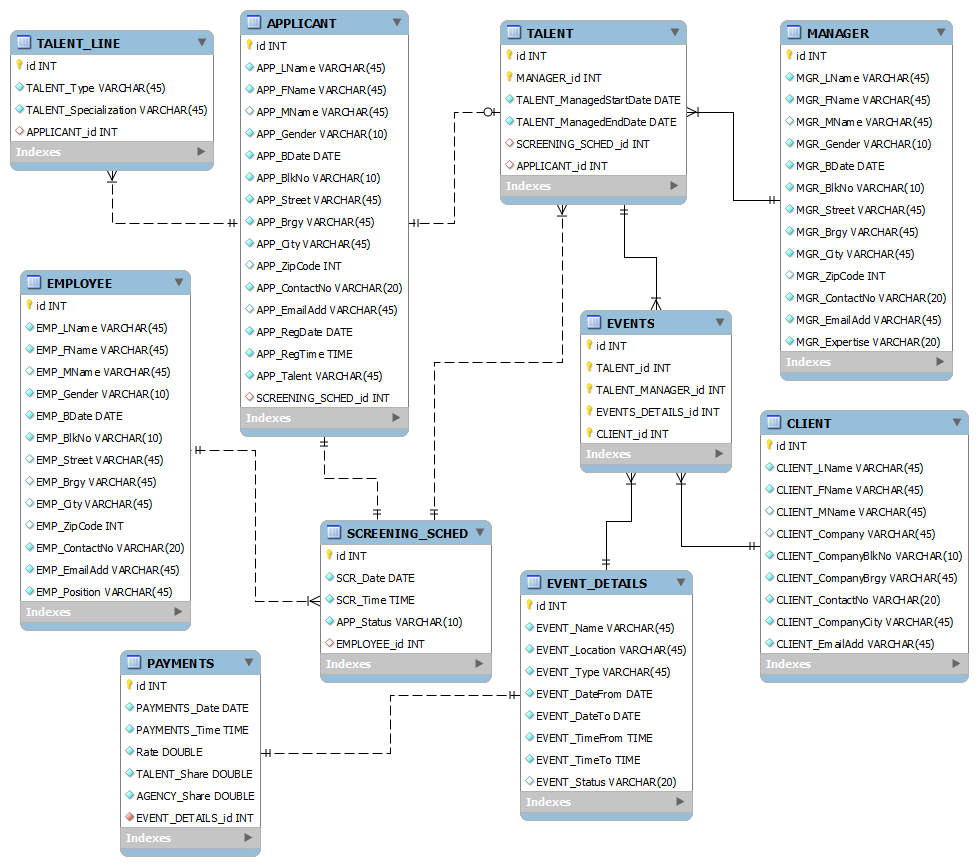 TALENT_LINE
id INT
TALENT_Type VARCHAR(45)
TALENT_Specialization VARCHAR(45)
APPLICANT_id INT
Indexes
APPLICANT
id INT
APP_LName VARCHAR(45)
APP_FName VARCHAR(45)
APP_MName VARCHAR(45)
APP_Gender VARCHAR(10)
APP_BDate DATE
APP_BlkNo VARCHAR(10)
APP_Street VARCHAR(45)
APP_Brgy VARCHAR(45)
APP_City VARCHAR(45)
APP_ZipCode INT
APP_ContactNo VARCHAR(20)
APP_EmailAdd VARCHAR(45)
APP_RegDate DATE
APP_RegTime TIME
APP_Talent VARCHAR(45)
SCREENING_SCHED_id INT
Indexes
TALENT
id INT
MANAGER_id INT
TALENT_ManagedStartDate DATE
TALENT_ManagedEndDate DATE
SCREENING_SCHED_id INT
APPLICANT_id INT
Indexes
MANAGER
id INT
MGR_LName VARCHAR(45)
MGR_FName VARCHAR(45)
MGR_MName VARCHAR(45)
MGR_Gender VARCHAR(10)
MGR_BDate DATE
MGR_BlkNo VARCHAR(10)
MGR_Street VARCHAR(45)
MGR_Brgy VARCHAR(45)
MGR_City VARCHAR(45)
MGR_ZipCode INT
MGR_ContactNo VARCHAR(20)
MGR_EmailAdd VARCHAR(45)
MGR_Expertise VARCHAR(20)
Indexes
EMPLOYEE
id INT
EMP_LName VARCHAR(45)
EMP_FName VARCHAR(45)
EMP_MName VARCHAR(45)
EMP_Gender VARCHAR(10)
EMP_BDate DATE
EMP_BlkNo VARCHAR(10)
EMP_Street VARCHAR(45)
EMP_Brgy VARCHAR(45)
EMP_City VARCHAR(45)
EMP_ZipCode INT
EMP_ContactNo VARCHAR(20)
EMP_EmailAdd VARCHAR(45)
EMP_Position VARCHAR(45)
Indexes
EVENTS
id INT
TALENT_id INT
TALENT_MANAGER_id INT
EVENTS_DETAILS_id INT
CLIENT_id INT
Indexes
CLIENT
id INT
CLIENT_LName VARCHAR(45)
CLIENT_FName VARCHAR(45)
CLIENT_MName VARCHAR(45)
CLIENT_Company VARCHAR(45)
CLIENT_CompanyBlkNo VARCHAR(10)
CLIENT_CompanyBrgy VARCHAR(45)
CLIENT_ContactNo VARCHAR(20)
CLIENT_CompanyCity VARCHAR(45)
CLIENT_EmailAdd VARCHAR(45)
Indexes
SCREENING_SCHED
id INT
SCR_Date DATE
SCR_Time TIME
APP_Status VARCHAR(10)
EMPLOYEE_id INT
Indexes
EVENT_DETAILS
id INT
EVENT_Name VARCHAR(45)
EVENT_Location VARCHAR(45)
EVENT_Type VARCHAR(45)
EVENT_DateFrom DATE
EVENT_DateTo DATE
EVENT_TimeFrom TIME
EVENT_TimeTo TIME
EVENT_Status VARCHAR(20)
Indexes
PAYMENTS
id INT
PAYMENTS_Date DATE
PAYMENTS_Time TIME
Rate DOUBLE
TALENT_Share DOUBLE
AGENCY_Share DOUBLE
EVENT_DETAILS_id INT
Indexes